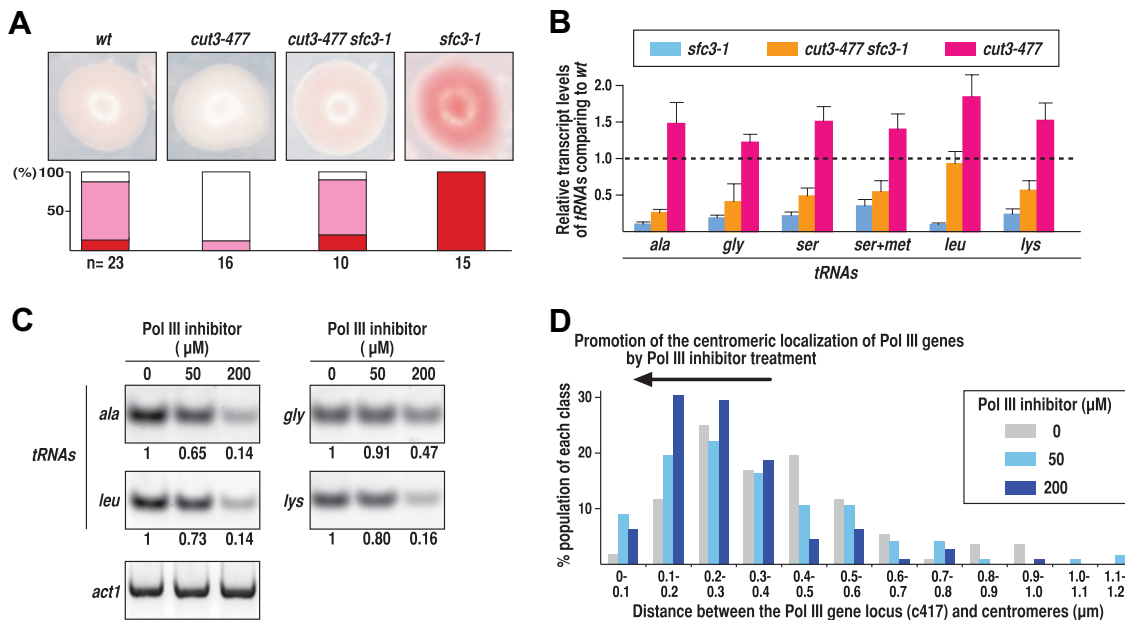 A
wt cut3-477 cut3-477 sfc3-1 sfc3-1
(%) 100
50
n= 23 16 10 15
B
sfc3-1 cut3-477 sfc3-1 cut3-477
Relative transcript levels
of tRNAs comparing to wt
2.0
1.5
1.0
0.5
ala gly ser ser+met leu lys
tRNAs
C
Pol III inhibitor
( µM)
0 50 200
tRNAs
ala
1 0.65 0.14
leu
1 0.73 0.14
act1
Pol III inhibitor
( µM)
0 50 200
gly
1 0.91 0.47
lys
1 0.80 0.16
D
Promotion of the centromeric localization of Pol III genes
by Pol III inhibitor treatment
Pol III inhibitor (µM)
0
50
200
% population of each class
30
20
10
0- 0.1- 0.2- 0.3- 0.4- 0.5- 0.6- 0.7- 0.8- 0.9- 1.0- 1.1-
0.1 0.2 0.3 0.4 0.5 0.6 0.7 0.8 0.9 1.0 1.1 1.2
Distance between the Pol III gene locus (c417) and centromeres (µm)